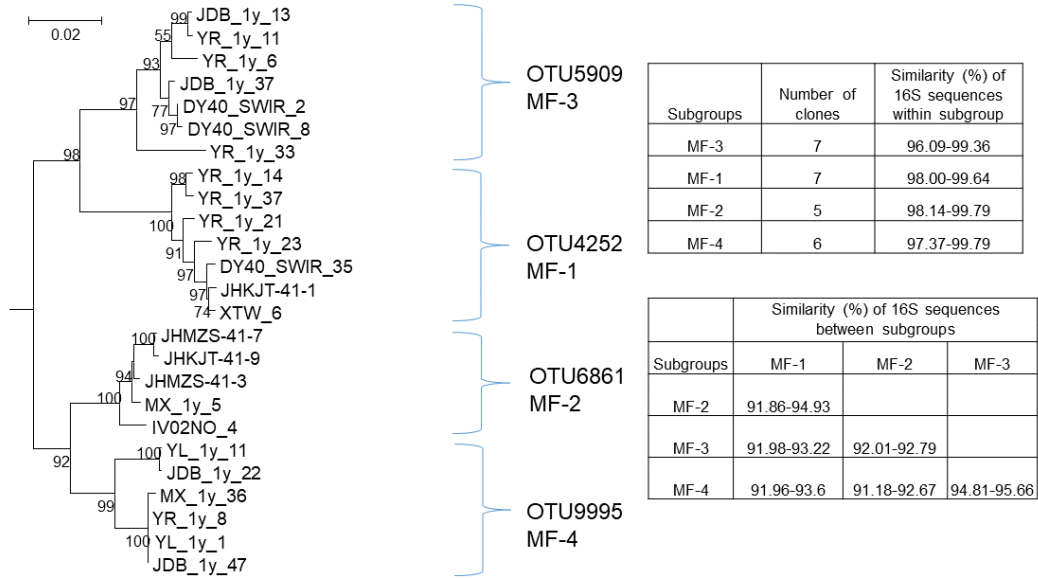 0.02
99
JDB_1y_13
YR_1y_11
55
YR_1y_6
93
JDB_1y_37
DY40_SWIR_2
77
DY40_SWIR_8
97
97
YR_1y_33
98
98
YR_1y_14
YR_1y_37
YR_1y_21
100
YR_1y_23
91
DY40_SWIR_35
97
JHKJT-41-1
97
XTW_6
74
JHMZS-41-7
100
JHKJT-41-9
JHMZS-41-3
94
MX_1y_5
100
IV02NO_4
92
YL_1y_11
100
JDB_1y_22
MX_1y_36
99
YR_1y_8
YL_1y_1
100
JDB_1y_47
OTU5909
MF-3
OTU4252
MF-1
OTU6861
MF-2
OTU9995
MF-4
Subgroups
Number of
clones
Similarity (%) of
16S sequences
within subgroup
MF-3 7 96.09-99.36
MF-1 7 98.00-99.64
MF-2 5 98.14-99.79
MF-4 6 97.37-99.79
Similarity (%) of 16S sequences
between subgroups
Subgroups MF-1 MF-2 MF-3
MF-2 91.86-94.93
MF-3 91.98-93.22 92.01-92.79
MF-4 91.96-93.6 91.18-92.67 94.81-95.66